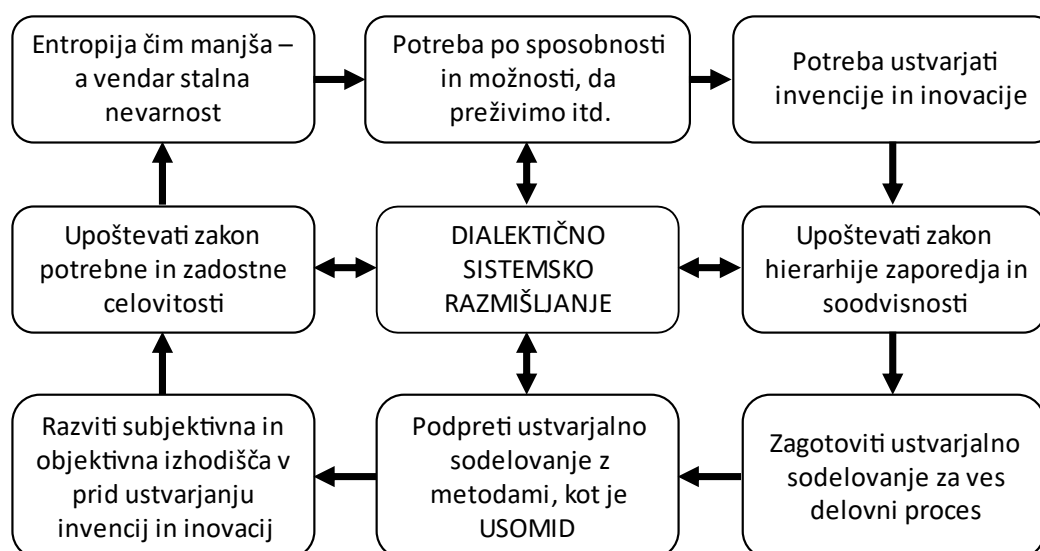 Entropija čim manjša –
a vendar stalna
nevarnost
Potreba po sposobnosti
in možnosti, da
preživimo itd.
Potreba ustvarjati
invencije in inovacije
Upoštevati zakon
potrebne in zadostne
celovitosti
DIALEKTIČNO
SISTEMSKO
RAZMIŠLJANJE
Upoštevati zakon
hierarhije zaporedja in
soodvisnosti
Razviti subjektivna in
objektivna izhodišča v
prid ustvarjanju
invencij in inovacij
Podpreti ustvarjalno
sodelovanje z
metodami, kot je
USOMID
Zagotoviti ustvarjalno
sodelovanje za ves
delovni proces